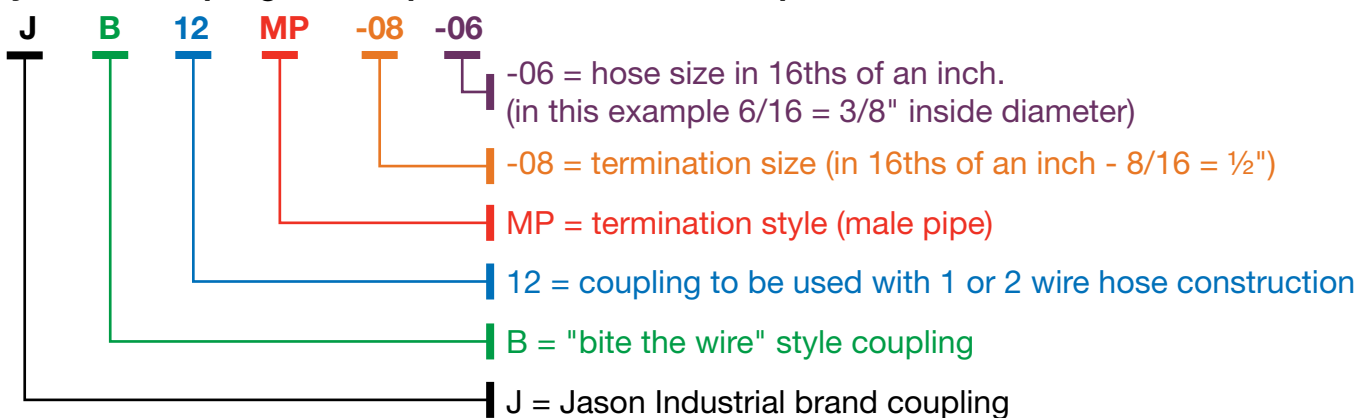 J B 12 MP -08 -06
-06 = hose size in 16ths of an inch.
(in this example 6/16 = 3/8" inside diameter)
-08 = termination size (in 16ths of an inch - 8/16 = ½")
MP = termination style (male pipe)
12 = coupling to be used with 1 or 2 wire hose construction
B = "bite the wire" style coupling
J = Jason Industrial brand coupling